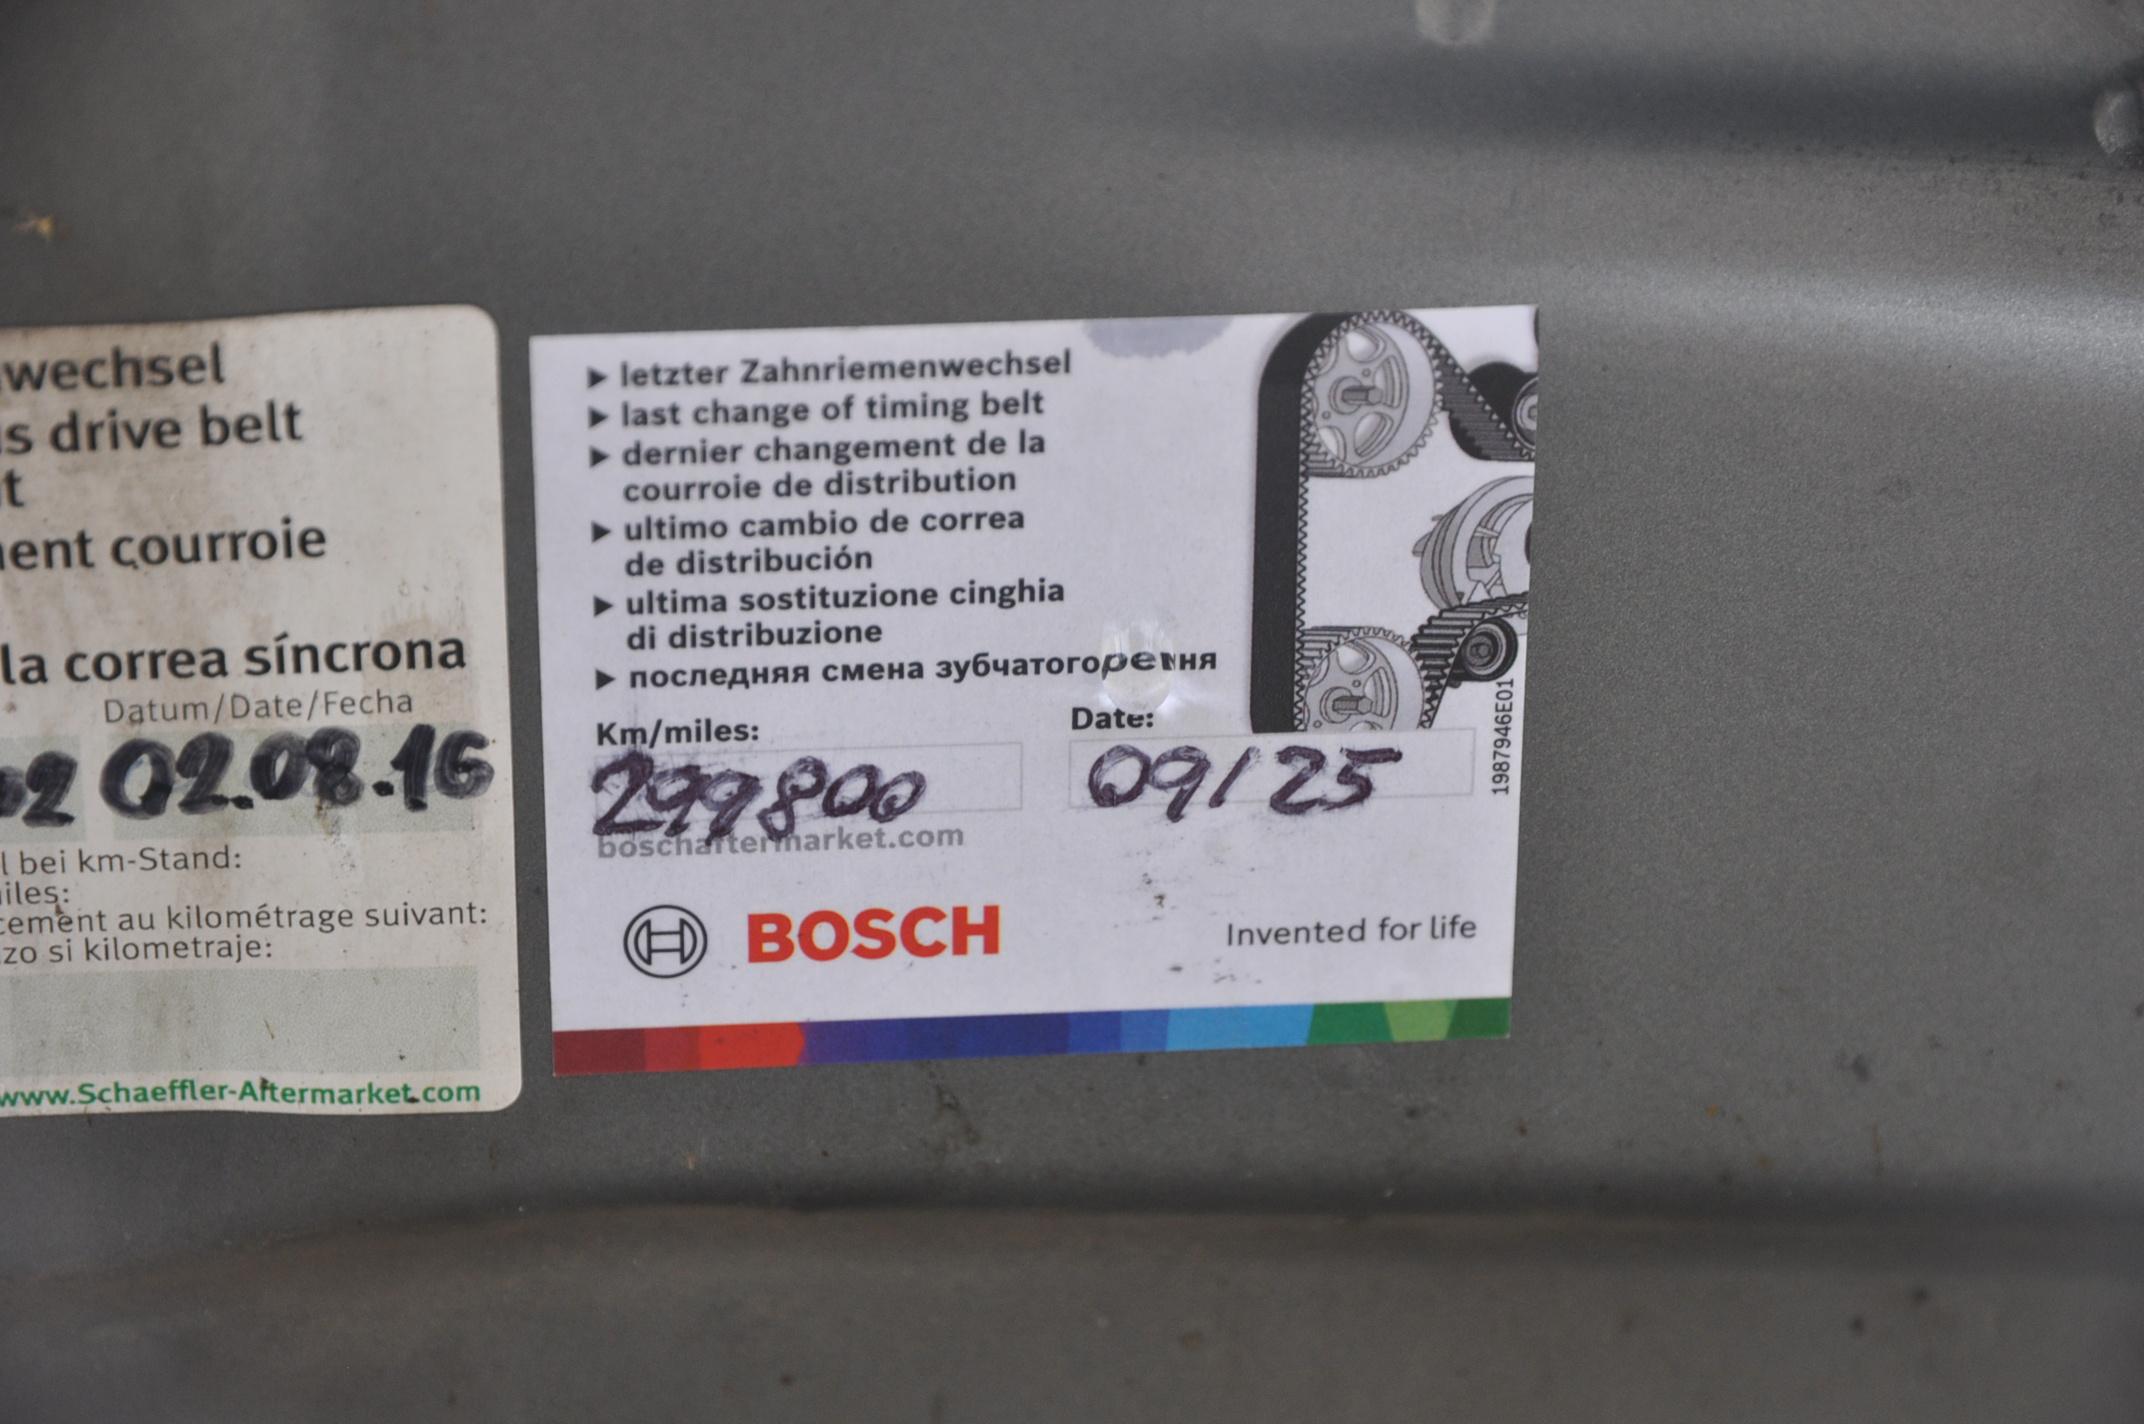 wechsel
s drive belt
t
ent courroie
la correa síncrona
Datum/Date/Fecha
02 02.08.16
l bei km-Stand:
iles:
cement au kilométrage suivant:
zo si kilometraje:
www.Schaeffler-Aftermarket.com
▶ letzter Zahnriemenwechsel
▶ last change of timing belt
▶ dernier changement de la
courroie de distribution
▶ ultimo cambio de correa
de distribución
▶ ultima sostituzione cinghia
di distribuzione
▶ последняя смена зубчатого
Km/miles:
Date:
299800
09/25
boschaftermarket.com
1987946E01
BOSCH
Invented for life